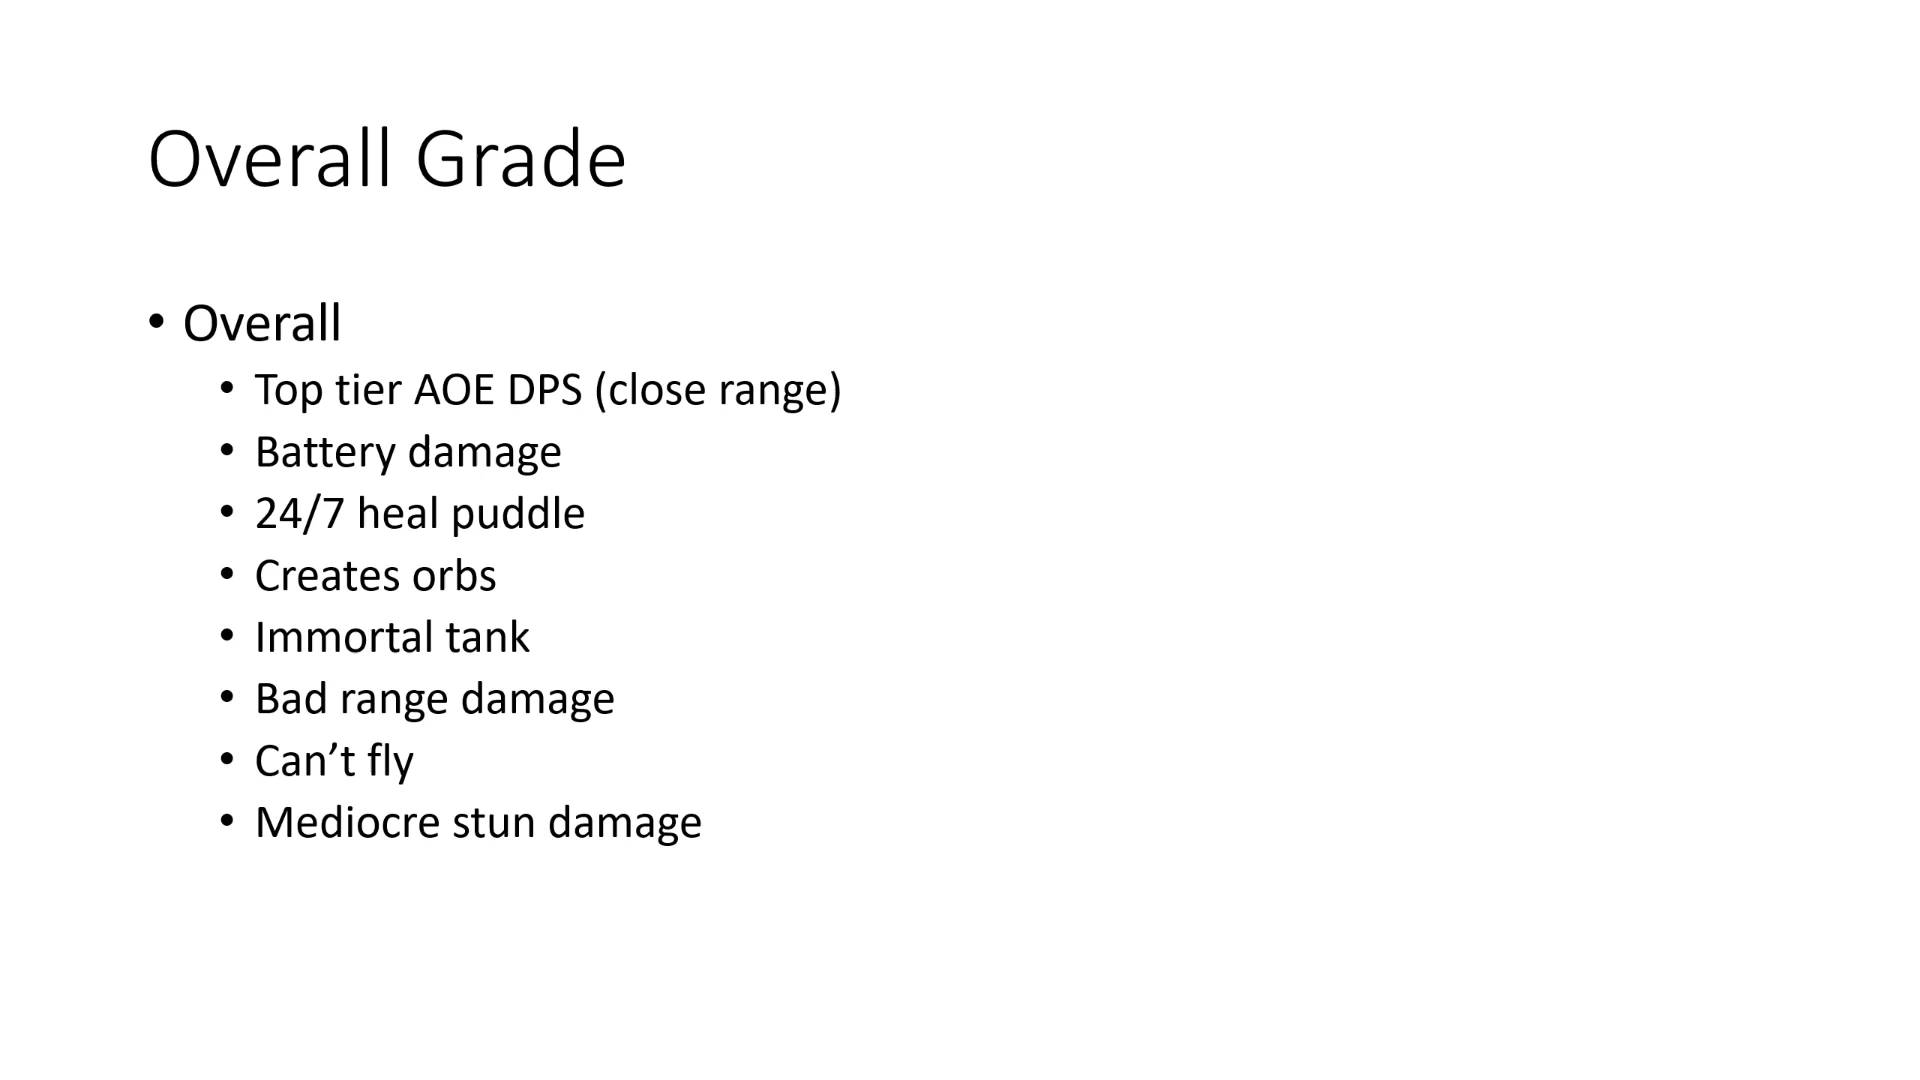 Overall Grade
• Overall
• Top tier AOE DPS (close range)
• Battery damage
• 24/7 heal puddle
• Creates orbs
• Immortal tank
• Bad range damage
• Can’t fly
• Mediocre stun damage